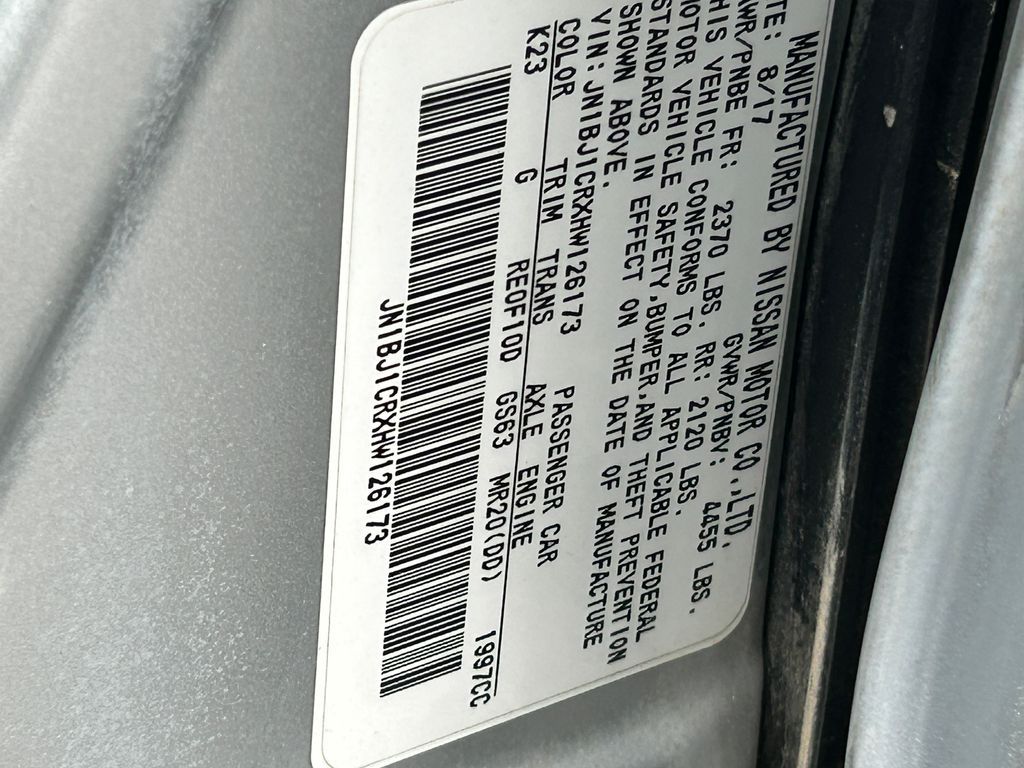 MANUFACTURED BY NISSAN MOTOR CO.,LTD.
TE: 8/17 GVWR/PNBV: 4455 LBS.
AWR/PNBE FR: 2370 LBS. RR: 2120 LBS.
HIS VEHICLE CONFORMS TO ALL APPLICABLE FEDERAL
MOTOR VEHICLE SAFETY,BUMPER,AND THEFT PREVENTION
STANDARDS IN EFFECT ON THE DATE OF MANUFACTURE
SHOWN ABOVE.
VIN:JN1BJ1CRXHW126173 PASSENGER CAR
COLOR TRIM TRANS AXLE ENGINE
K23 G RE0F10D GS63 MR20(DD) 1997CC
JN1BJ1CRXHW126173